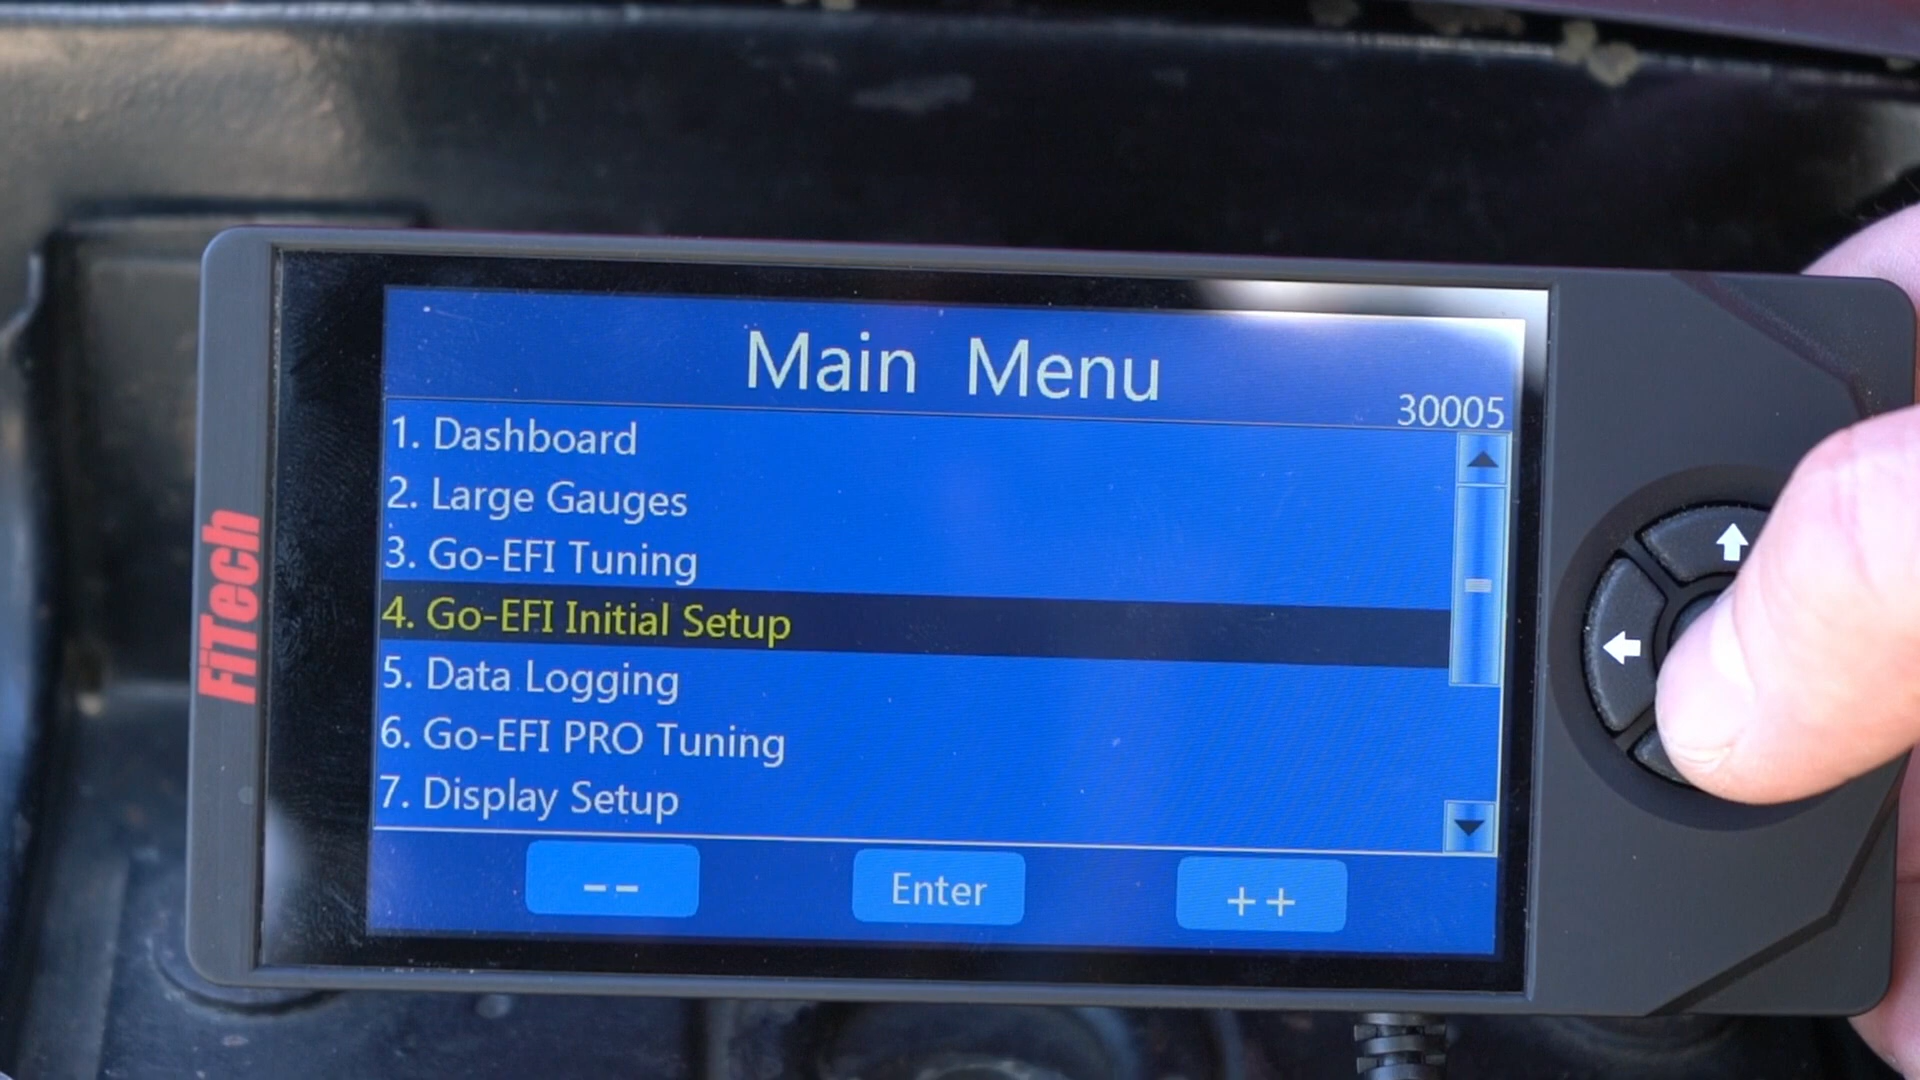 Main Menu
30005
1. Dashboard
2. Large Gauges
3. Go-EFI Tuning
4. Go-EFI Initial Setup
5. Data Logging
6. Go-EFI PRO Tuning
7. Display Setup
-- Enter ++
FiTech